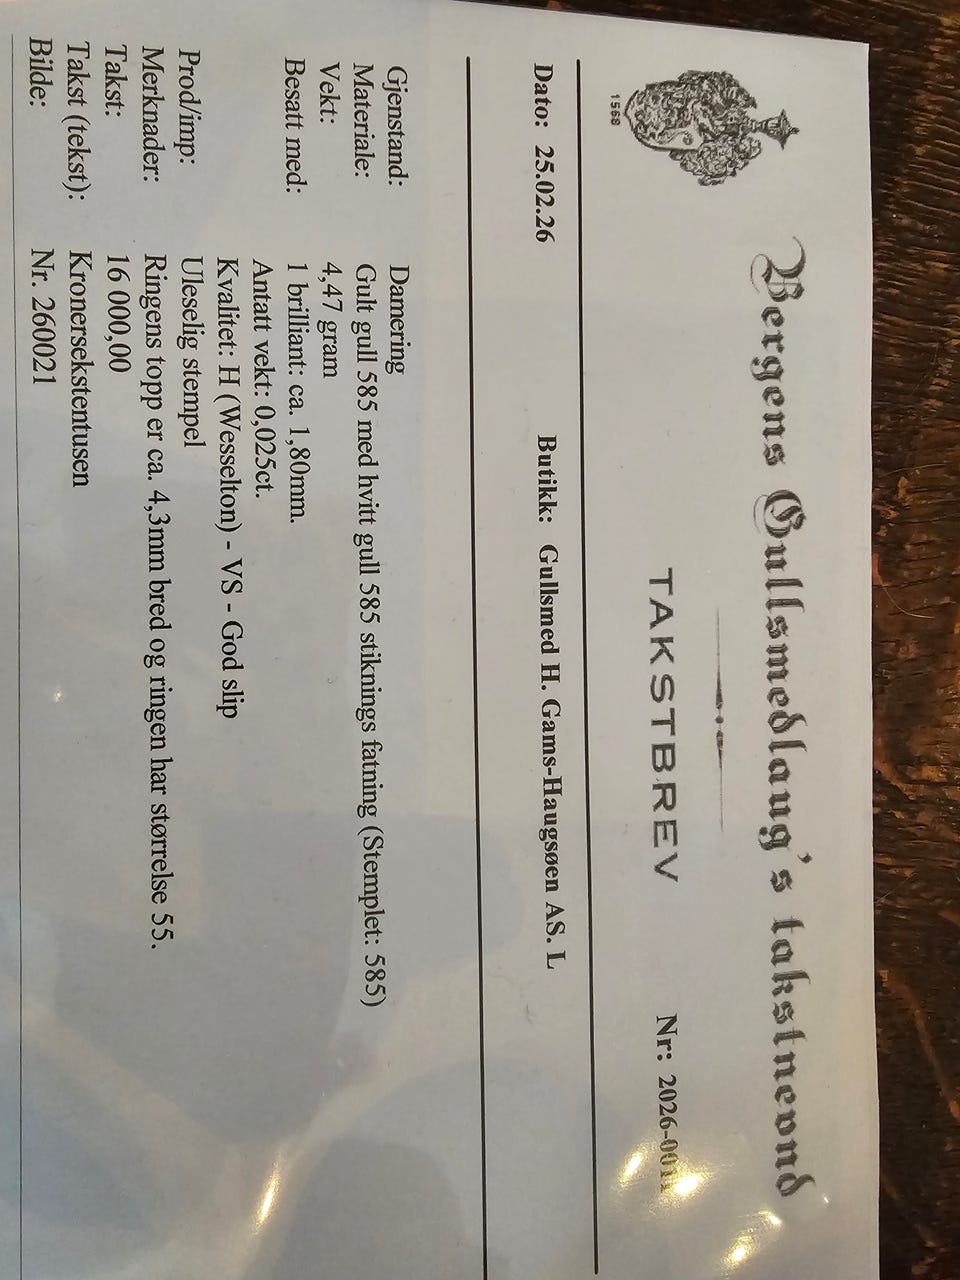 Bergens Gullsmedlaug's takstnevnd
1568
TAKSTBREV
Nr: 2026-0011
Dato: 25.02.26
Butikk: Gullsmed H. Gams-Haugsøen AS. L
Gjenstand: Damering
Materiale: Gult gull 585 med hvitt gull 585 stiknings fatning (Stemplet: 585)
Vekt: 4,47 gram
Besatt med: 1 brilliant: ca. 1,80mm.
Antatt vekt: 0,025ct.
Kvalitet: H (Wesselton) - VS - God slip
Prod/imp: Uleselig stempel
Merknader: Ringens topp er ca. 4,3mm bred og ringen har størrelse 55.
Takst: 16 000,00
Takst (tekst): Kronersekstentusen
Bilde: Nr. 260021